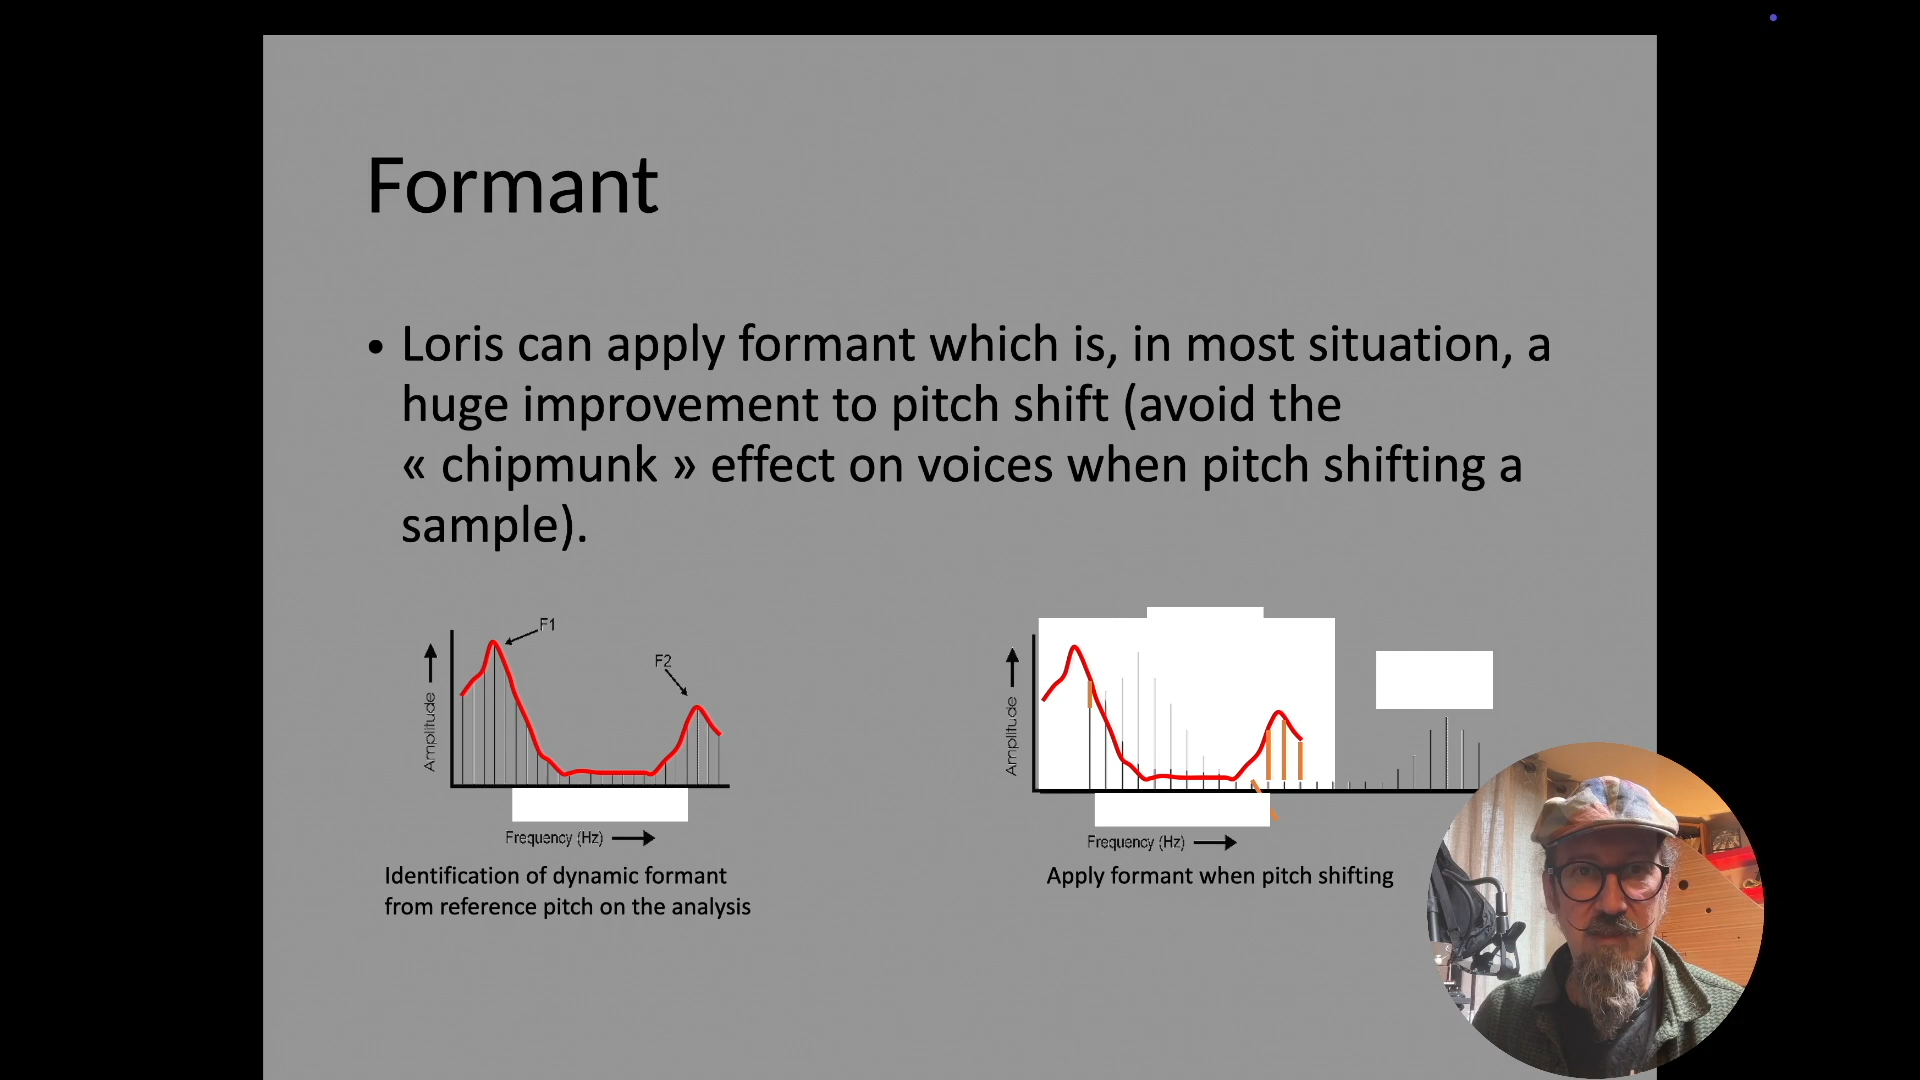 Formant
• Loris can apply formant which is, in most situation, a
huge improvement to pitch shift (avoid the
« chipmunk » effect on voices when pitch shifting a
sample).
F1
F2
Amplitude
Frequency (Hz)
Identification of dynamic formant
from reference pitch on the analysis
Amplitude
Frequency (Hz)
Apply formant when pitch shifting